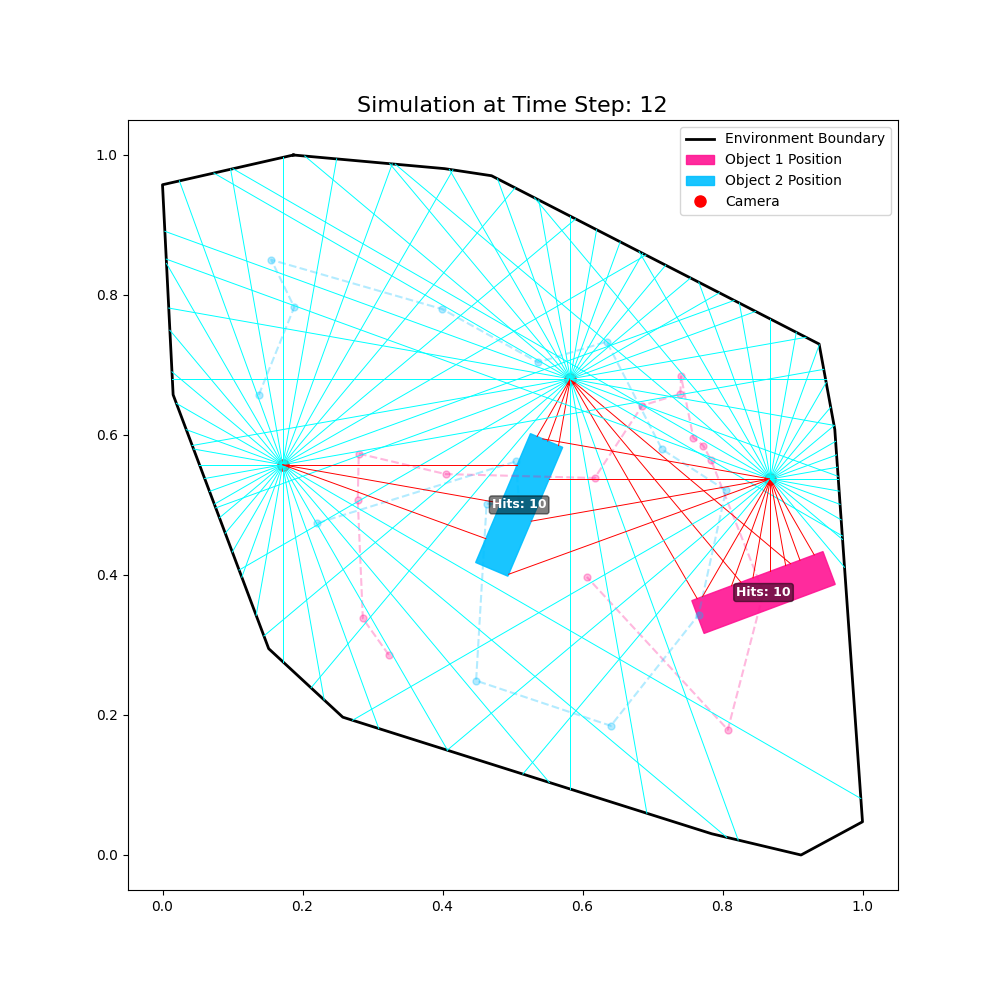 Simulation at Time Step: 12
Environment Boundary
Object 1 Position
Object 2 Position
Camera
1.0
0.8
0.6
0.4
0.2
0.0
Hits: 10
Hits: 10
0.0 0.2 0.4 0.6 0.8 1.0